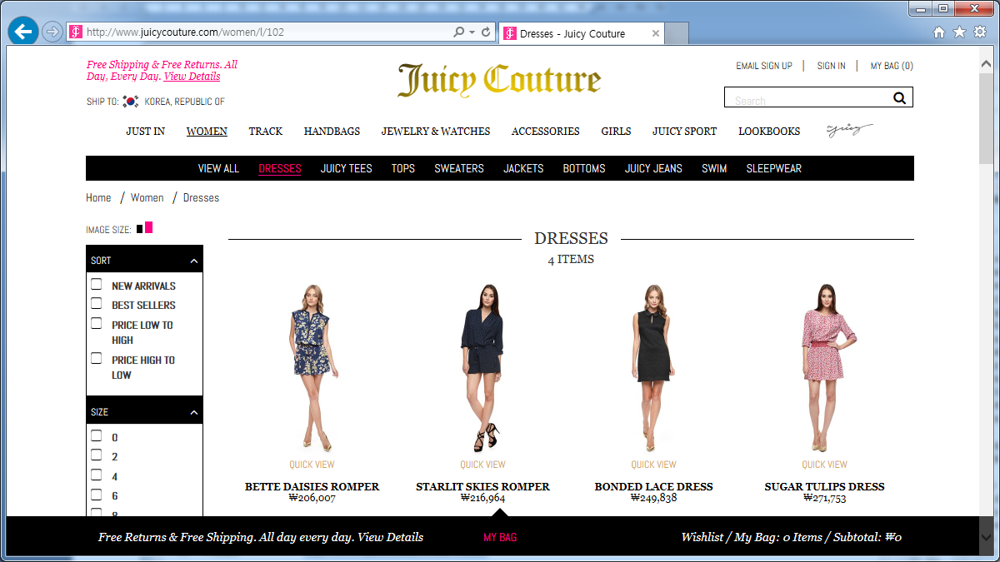 http://www.juicycouture.com/women/l/102
Dresses - Juicy Couture
Free Shipping & Free Returns. All
Day, Every Day. View Details
SHIP TO: KOREA, REPUBLIC OF
Juicy Couture
EMAIL SIGN UP | SIGN IN | MY BAG (0)
Search
JUST IN WOMEN TRACK HANDBAGS JEWELRY & WATCHES ACCESSORIES GIRLS JUICY SPORT LOOKBOOKS juicy
VIEW ALL DRESSES JUICY TEES TOPS SWEATERS JACKETS BOTTOMS JUICY JEANS SWIM SLEEPWEAR
Home / Women / Dresses
IMAGE SIZE:
SORT
NEW ARRIVALS
BEST SELLERS
PRICE LOW TO
HIGH
PRICE HIGH TO
LOW
SIZE
0
2
4
6
8
DRESSES
4 ITEMS
QUICK VIEW QUICK VIEW QUICK VIEW QUICK VIEW
BETTE DAISIES ROMPER STARLIT SKIES ROMPER BONDED LACE DRESS SUGAR TULIPS DRESS
₩206,007 ₩216,964 ₩249,838 ₩271,753
Free Returns & Free Shipping. All day every day. View Details MY BAG Wishlist / My Bag: 0 Items / Subtotal: ₩0